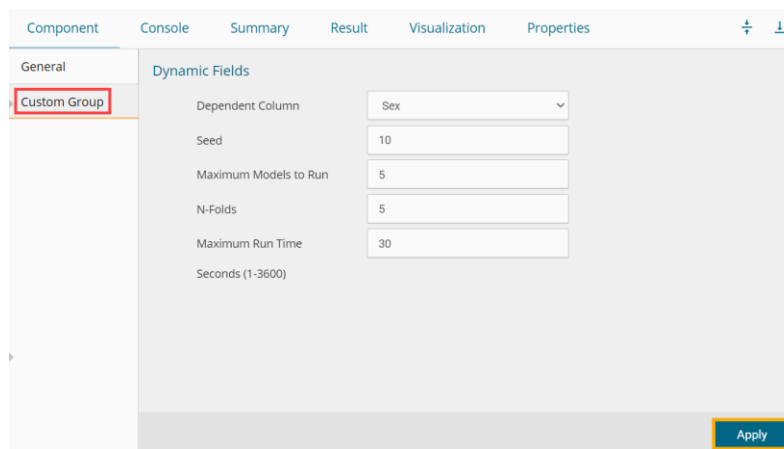 Component Console Summary Result Visualization Properties
General
Custom Group
Dynamic Fields
Dependent Column Sex
Seed 10
Maximum Models to Run 5
N-Folds 5
Maximum Run Time 30
Seconds (1-3600)
Apply